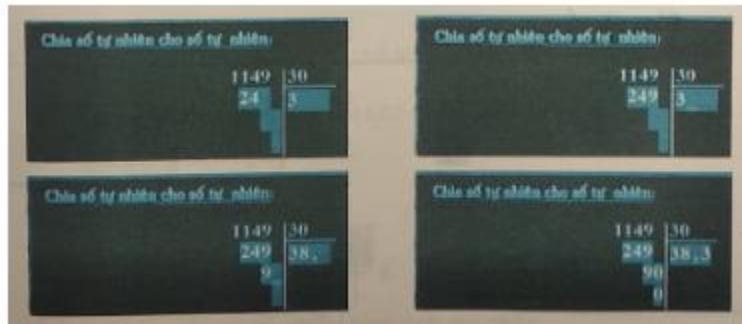 Chia số tự nhiên cho số tự nhiên:
1149 30
24 3
Chia số tự nhiên cho số tự nhiên:
1149 30
249 3
Chia số tự nhiên cho số tự nhiên:
1149 30
249 38,
9
Chia số tự nhiên cho số tự nhiên:
1149 30
249 38,3
90
0